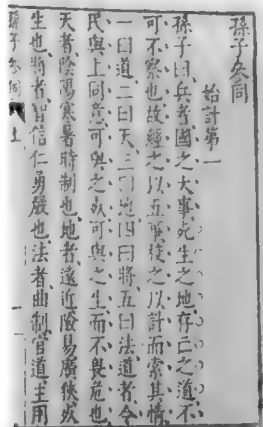 孫子參同
始計第一
孫子曰兵者國之大事死生之地存亡之道不
可不察也故經之以五校之以計而索其情
一曰道二曰天三曰地四曰將五曰法道者令
民與上同意可與之死可與之生而不畏危也
天者陰陽寒暑時制也地者遠近險易廣狹死
生也將者智信仁勇嚴也法者曲制官道主用
孫子參同 上